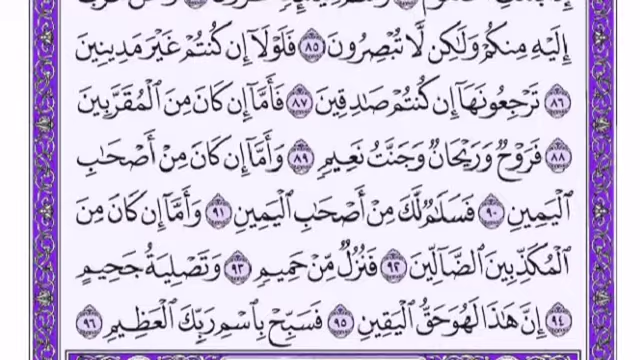 إِلَيْهِ مِنكُمْ وَلَٰكِن لَّا تُبْصِرُونَ ٨٥ فَلَوْلَآ إِن كُنتُمْ غَيْرَ مَدِينِينَ
٨٦ تَرْجِعُونَهَآ إِن كُنتُمْ صَٰدِقِينَ ٨٧ فَأَمَّآ إِن كَانَ مِنَ ٱلْمُقَرَّبِينَ
٨٨ فَرَوْحٌ وَرَيْحَانٌ وَجَنَّتُ نَعِيمٍ ٨٩ وَأَمَّآ إِن كَانَ مِنْ أَصْحَٰبِ
ٱلْيَمِينِ ٩٠ فَسَلَٰمٌ لَّكَ مِنْ أَصْحَٰبِ ٱلْيَمِينِ ٩١ وَأَمَّآ إِن كَانَ مِنَ
ٱلْمُكَذِّبِينَ ٱلضَّآلِّينَ ٩٢ فَنُزُلٌ مِّنْ حَمِيمٍ ٩٣ وَتَصْلِيَةُ جَحِيمٍ
٩٤ إِنَّ هَٰذَا لَهُوَ حَقُّ ٱلْيَقِينِ ٩٥ فَسَبِّحْ بِٱسْمِ رَبِّكَ ٱلْعَظِيمِ ٩٦